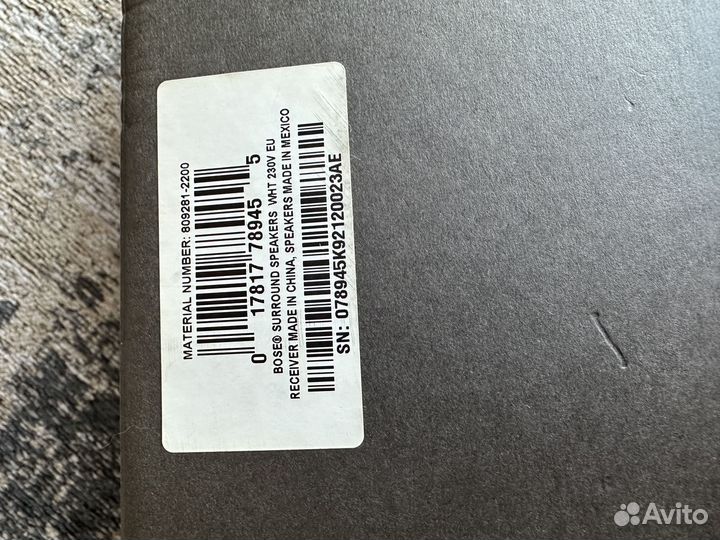 MATERIAL NUMBER: 809281-2200
0 17817 78945 5
BOSE® SURROUND SPEAKERS WHT 230V EU
RECEIVER MADE IN CHINA, SPEAKERS MADE IN MEXICO
SN: 078945K92120023AE
Avito